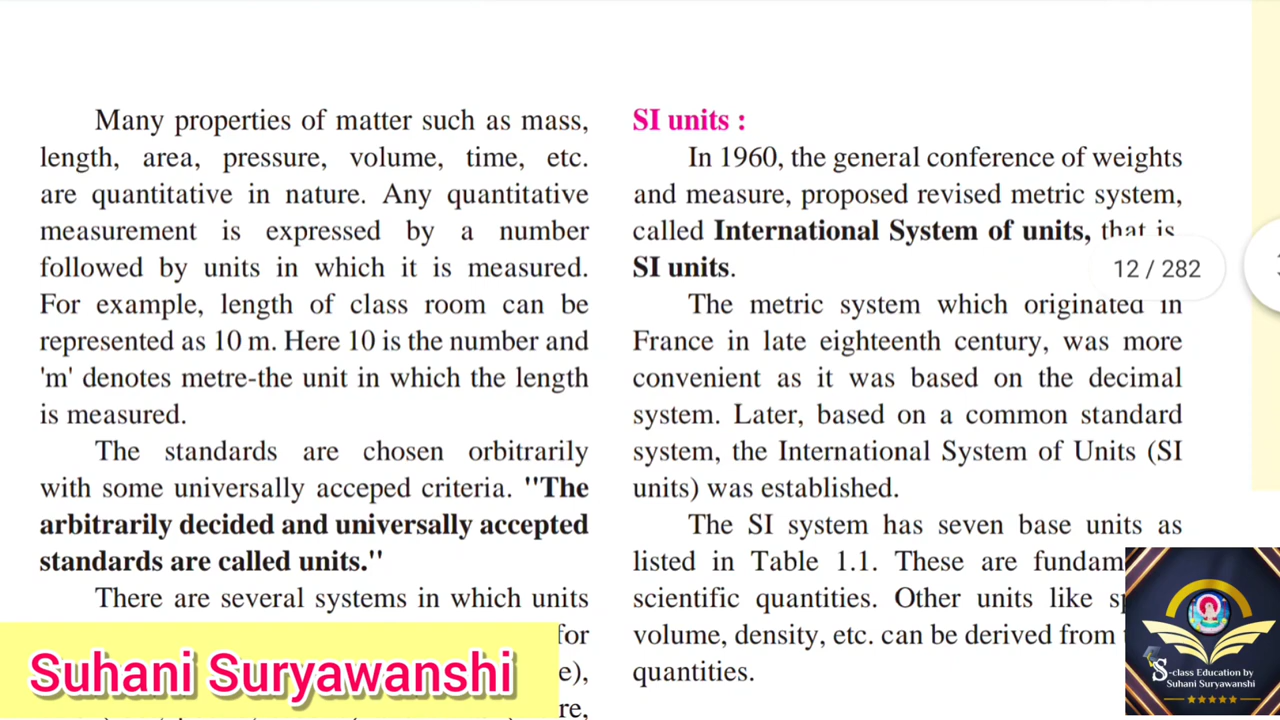 Many properties of matter such as mass,
length, area, pressure, volume, time, etc.
are quantitative in nature. Any quantitative
measurement is expressed by a number
followed by units in which it is measured.
For example, length of class room can be
represented as 10 m. Here 10 is the number and
'm' denotes metre-the unit in which the length
is measured.
The standards are chosen orbitrarily
with some universally acceped criteria. "The
arbitrarily decided and universally accepted
standards are called units."
There are several systems in which units
for
e),
re,
SI units :
In 1960, the general conference of weights
and measure, proposed revised metric system,
called International System of units, that is
SI units.
The metric system which originated in
France in late eighteenth century, was more
convenient as it was based on the decimal
system. Later, based on a common standard
system, the International System of Units (SI
units) was established.
The SI system has seven base units as
listed in Table 1.1. These are fundam
scientific quantities. Other units like
volume, density, etc. can be derived from
quantities.
12 / 282
Suhani Suryawanshi
S-class Education by
Suhani Suryawanshi